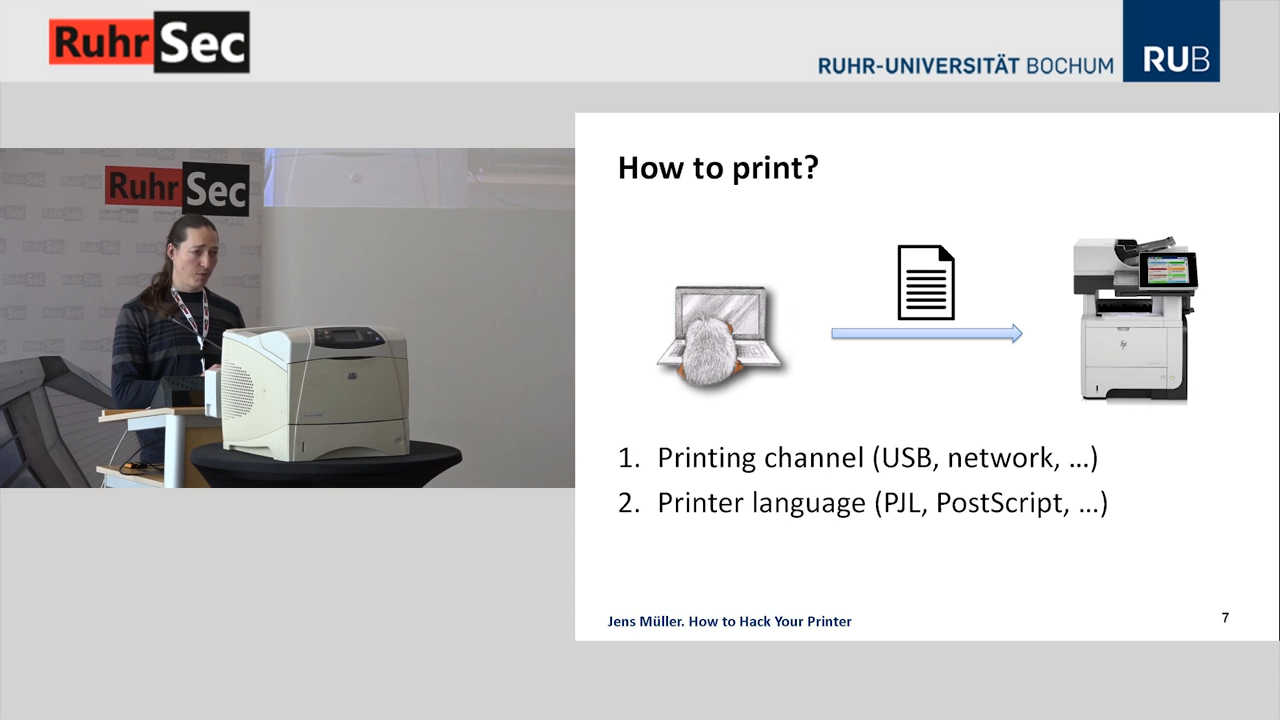 Ruhr Sec
RUHR-UNIVERSITÄT BOCHUM RUB
Ruhr Sec
How to print?
hp
1. Printing channel (USB, network, ...)
2. Printer language (PJL, PostScript, ...)
Jens Müller. How to Hack Your Printer
7